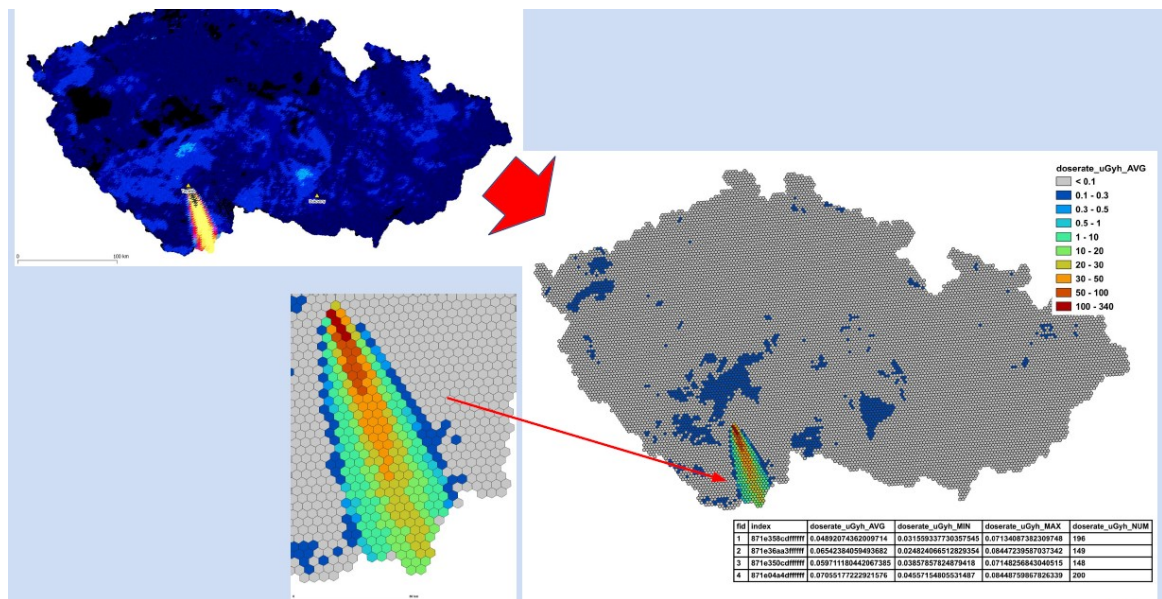 100 km
doserate_uGyh_AVG
< 0.1
0.1 - 0.3
0.3 - 0.5
0.5 - 1
1 - 10
10 - 20
20 - 30
30 - 50
50 - 100
100 - 340
fid index doserate_uGyh_AVG doserate_uGyh_MIN doserate_uGyh_MAX doserate_uGyh_NUM
1 871e358cdffffff 0.04892074362009714 0.031559337730357545 0.07134087382309748 196
2 871e36aa3ffffff 0.06542384059493682 0.024824066512829354 0.08447239587037342 149
3 871e350cdffffff 0.059711180442067385 0.03857857824879418 0.07148256843040515 148
4 871e04a4dffffff 0.07055177222921576 0.04557154805531487 0.08448759867826339 200